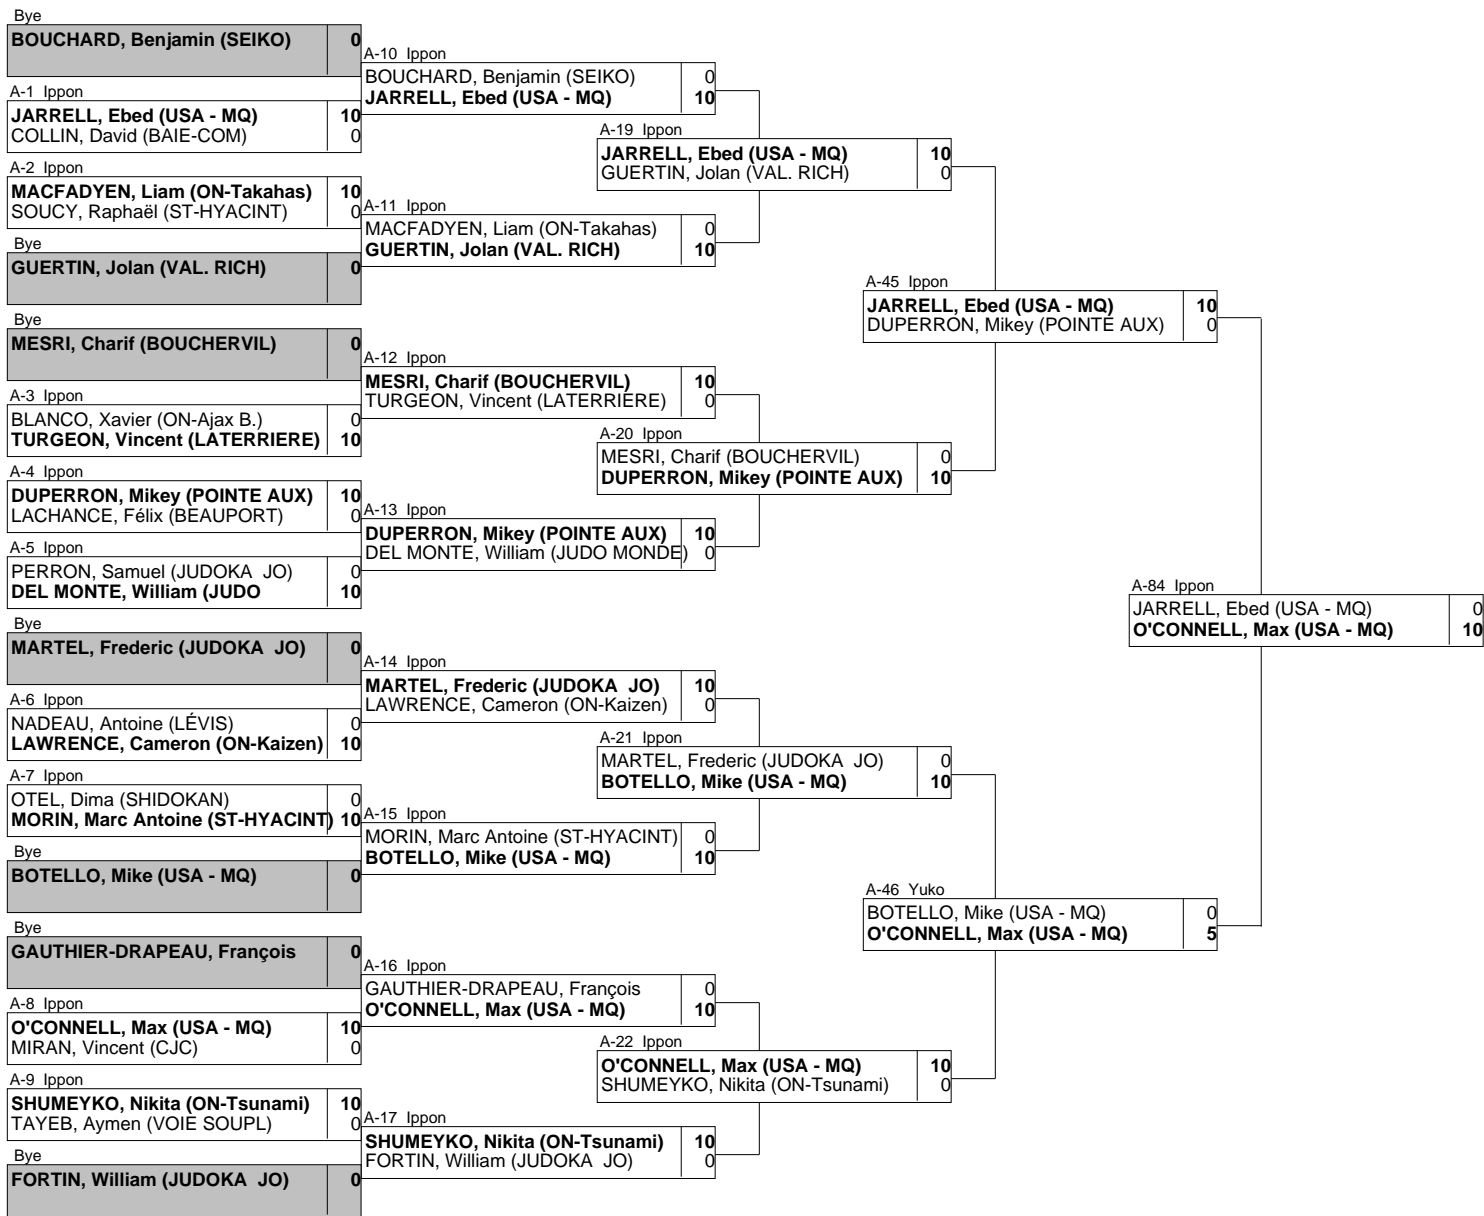 Bye
BOUCHARD, Benjamin (SEIKO) 0
A-1 Ippon
JARRELL, Ebed (USA - MQ) 10
COLLIN, David (BAIE-COM) 0
A-2 Ippon
MACFADYEN, Liam (ON-Takahas) 10
SOUCY, Raphaël (ST-HYACINT) 0
Bye
GUERTIN, Jolan (VAL. RICH) 0
Bye
MESRI, Charif (BOUCHERVIL) 0
A-3 Ippon
BLANCO, Xavier (ON-Ajax B.) 0
TURGEON, Vincent (LATERRIERE) 10
A-4 Ippon
DUPERRON, Mikey (POINTE AUX) 10
LACHANCE, Félix (BEAUPORT) 0
A-5 Ippon
PERRON, Samuel (JUDOKA JO) 0
DEL MONTE, William (JUDO 10
Bye
MARTEL, Frederic (JUDOKA JO) 0
A-6 Ippon
NADEAU, Antoine (LÉVIS) 0
LAWRENCE, Cameron (ON-Kaizen) 10
A-7 Ippon
OTEL, Dima (SHIDOKAN) 0
MORIN, Marc Antoine (ST-HYACINT) 10
Bye
BOTELLO, Mike (USA - MQ) 0
Bye
GAUTHIER-DRAPEAU, François 0
A-8 Ippon
O'CONNELL, Max (USA - MQ) 10
MIRAN, Vincent (CJC) 0
A-9 Ippon
SHUMEYKO, Nikita (ON-Tsunami) 10
TAYEB, Aymen (VOIE SOUPL) 0
Bye
FORTIN, William (JUDOKA JO) 0
A-10 Ippon
BOUCHARD, Benjamin (SEIKO) 0
JARRELL, Ebed (USA - MQ) 10
A-11 Ippon
MACFADYEN, Liam (ON-Takahas) 0
GUERTIN, Jolan (VAL. RICH) 10
A-12 Ippon
MESRI, Charif (BOUCHERVIL) 10
TURGEON, Vincent (LATERRIERE) 0
A-13 Ippon
DUPERRON, Mikey (POINTE AUX) 10
DEL MONTE, William (JUDO MONDE) 0
A-14 Ippon
MARTEL, Frederic (JUDOKA JO) 10
LAWRENCE, Cameron (ON-Kaizen) 0
A-15 Ippon
MORIN, Marc Antoine (ST-HYACINT) 0
BOTELLO, Mike (USA - MQ) 10
A-16 Ippon
GAUTHIER-DRAPEAU, François 0
O'CONNELL, Max (USA - MQ) 10
A-17 Ippon
SHUMEYKO, Nikita (ON-Tsunami) 10
FORTIN, William (JUDOKA JO) 0
A-19 Ippon
JARRELL, Ebed (USA - MQ) 10
GUERTIN, Jolan (VAL. RICH) 0
A-20 Ippon
MESRI, Charif (BOUCHERVIL) 0
DUPERRON, Mikey (POINTE AUX) 10
A-21 Ippon
MARTEL, Frederic (JUDOKA JO) 0
BOTELLO, Mike (USA - MQ) 10
A-22 Ippon
O'CONNELL, Max (USA - MQ) 10
SHUMEYKO, Nikita (ON-Tsunami) 0
A-45 Ippon
JARRELL, Ebed (USA - MQ) 10
DUPERRON, Mikey (POINTE AUX) 0
A-46 Yuko
BOTELLO, Mike (USA - MQ) 0
O'CONNELL, Max (USA - MQ) 5
A-84 Ippon
JARRELL, Ebed (USA - MQ) 0
O'CONNELL, Max (USA - MQ) 10